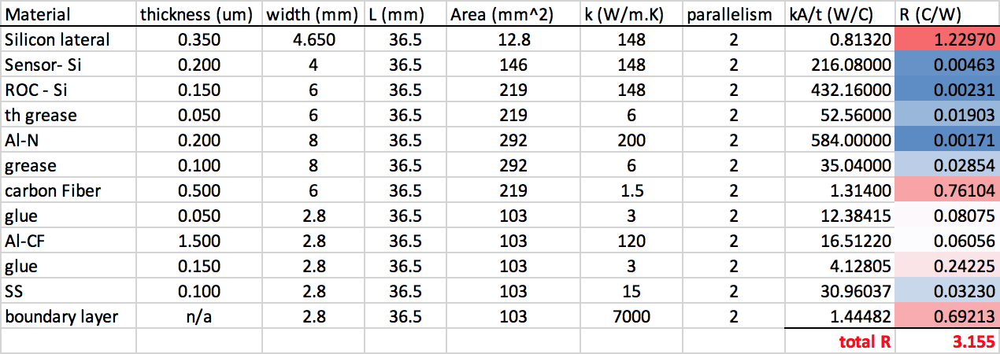 Material thickness (um) width (mm) L (mm) Area (mm^2) k (W/m.K) parallelism kA/t (W/C) R (C/W)
Silicon lateral 0.350 4.650 36.5 12.8 148 2 0.81320 1.22970
Sensor- Si 0.200 4 36.5 146 148 2 216.08000 0.00463
ROC - Si 0.150 6 36.5 219 148 2 432.16000 0.00231
th grease 0.050 6 36.5 219 6 2 52.56000 0.01903
Al-N 0.200 8 36.5 292 200 2 584.00000 0.00171
grease 0.100 8 36.5 292 6 2 35.04000 0.02854
carbon Fiber 0.500 6 36.5 219 1.5 2 1.31400 0.76104
glue 0.050 2.8 36.5 103 3 2 12.38415 0.08075
Al-CF 1.500 2.8 36.5 103 120 2 16.51220 0.06056
glue 0.150 2.8 36.5 103 3 2 4.12805 0.24225
SS 0.100 2.8 36.5 103 15 2 30.96037 0.03230
boundary layer n/a 2.8 36.5 103 7000 2 1.44482 0.69213
total R 3.155